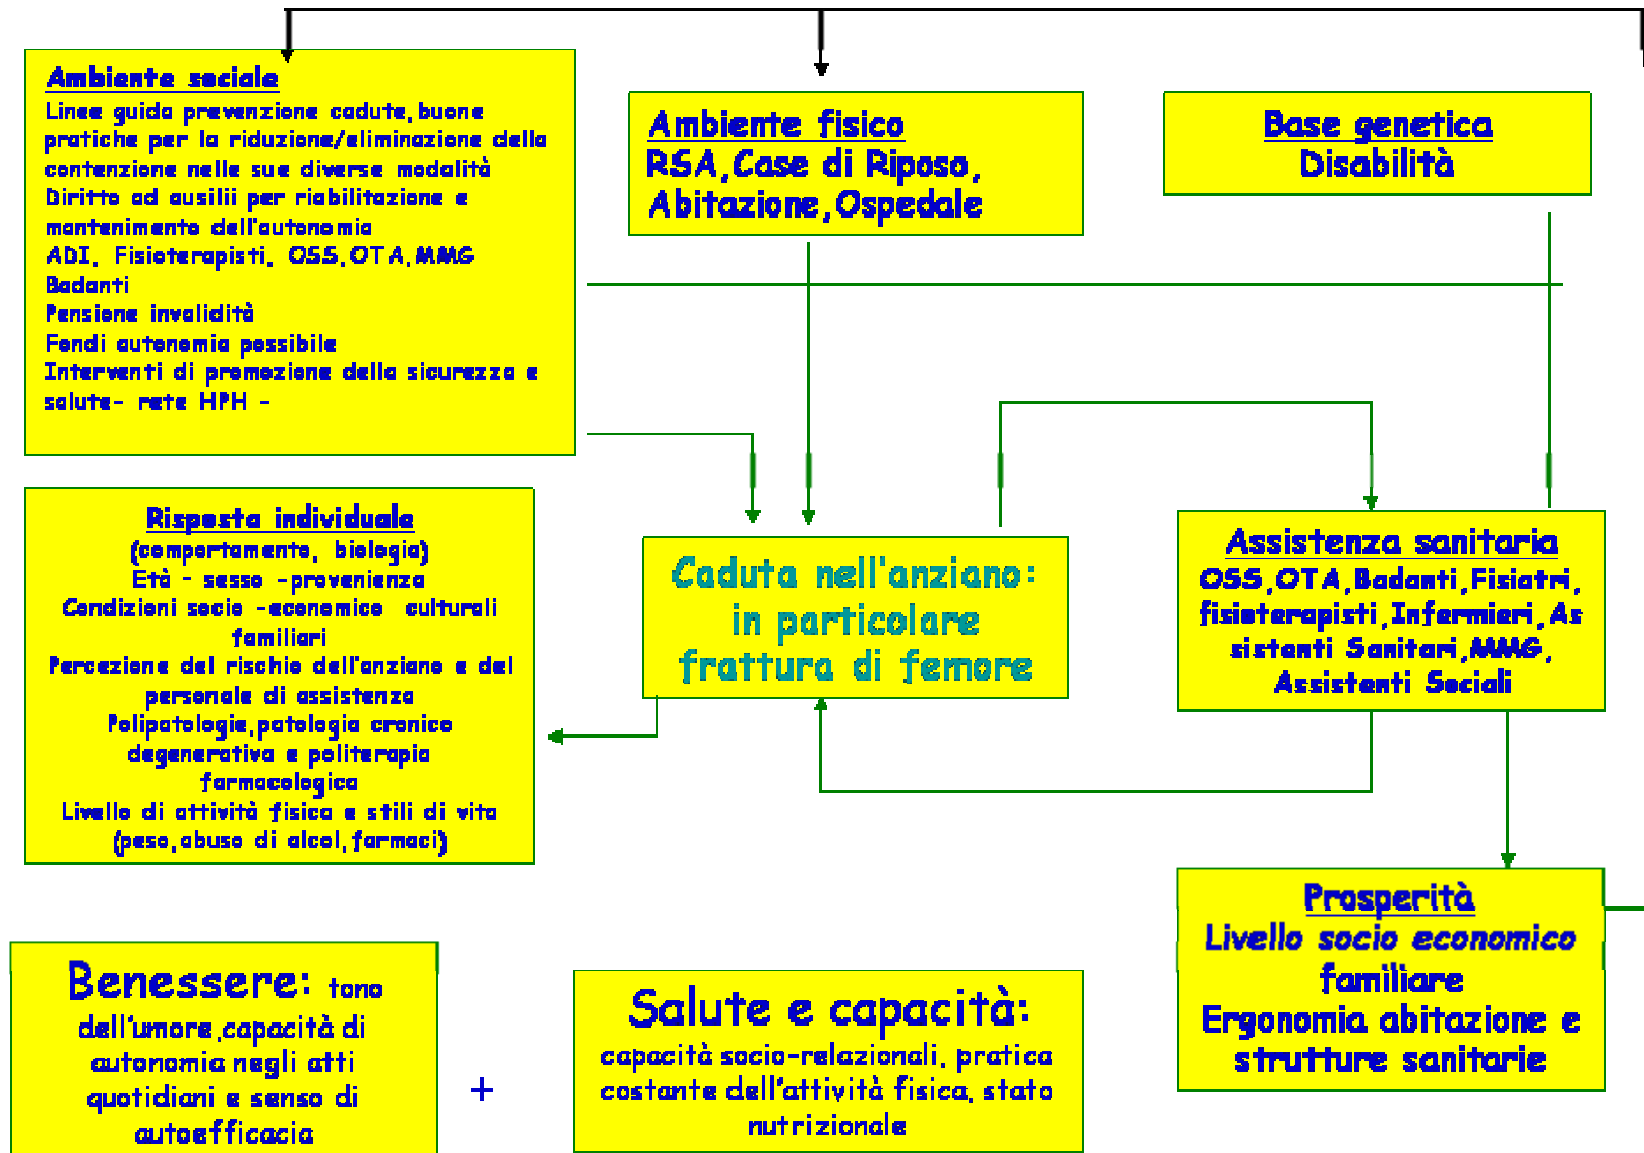 Ambiente sociale
Linee guida prevenzione cadute, buone
pratiche per la riduzione/eliminazione della
contenzione nelle sue diverse modalità
Diritto ad ausilii per riabilitazione e
mantenimento dell'autonomia
ADI, Fisioterapisti, OSS,OTA,MMG
Badanti
Pensione invalidità
Fondi autonomia possibile
Interventi di promozione della sicurezza e
salute- rete HPH -
Ambiente fisico
RSA,Case di Riposo,
Abitazione,Ospedale
Base genetica
Disabilità
Risposta individuale
(comportamento, biologia)
Età - sesso -provenienza
Condizioni socio -economico culturali
familiari
Percezione del rischio dell'anziano e del
personale di assistenza
Polipatologie,patologia cronico
degenerativa e politerapia
farmacologica
Livello di attività fisica e stili di vita
(peso,abuso di alcol,farmaci)
Caduta nell'anziano:
in particolare
frattura di femore
Assistenza sanitaria
OSS,OTA,Badanti,Fisiatri,
fisioterapisti,Infermieri,As
sistenti Sanitari,MMG,
Assistenti Sociali
Prosperità
Livello socio economico
familiare
Ergonomia abitazione e
strutture sanitarie
Benessere: tono
dell'umore,capacità di
autonomia negli atti
quotidiani e senso di
autoefficacia
+
Salute e capacità:
capacità socio-relazionali, pratica
costante dell'attività fisica, stato
nutrizionale